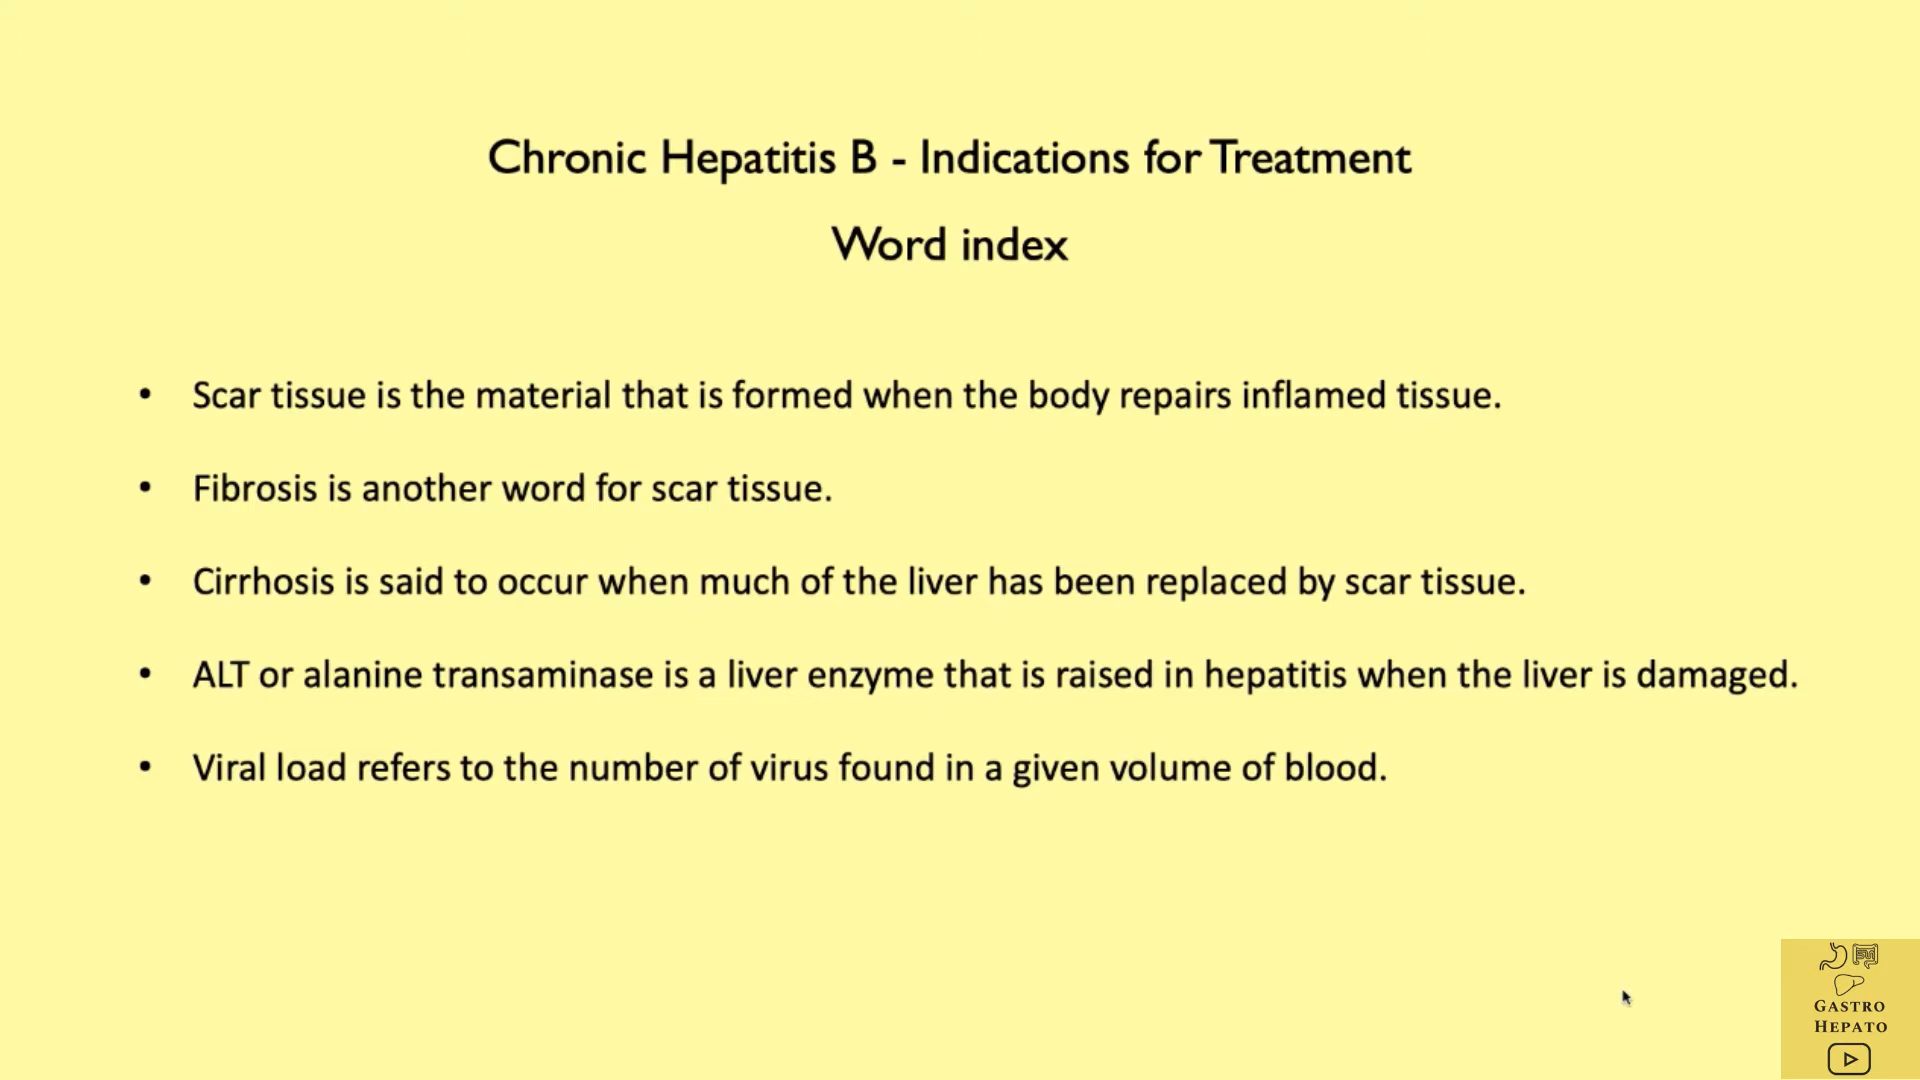 Chronic Hepatitis B - Indications for Treatment
Word index
• Scar tissue is the material that is formed when the body repairs inflamed tissue.
• Fibrosis is another word for scar tissue.
• Cirrhosis is said to occur when much of the liver has been replaced by scar tissue.
• ALT or alanine transaminase is a liver enzyme that is raised in hepatitis when the liver is damaged.
• Viral load refers to the number of virus found in a given volume of blood.
GASTRO
HEPATO